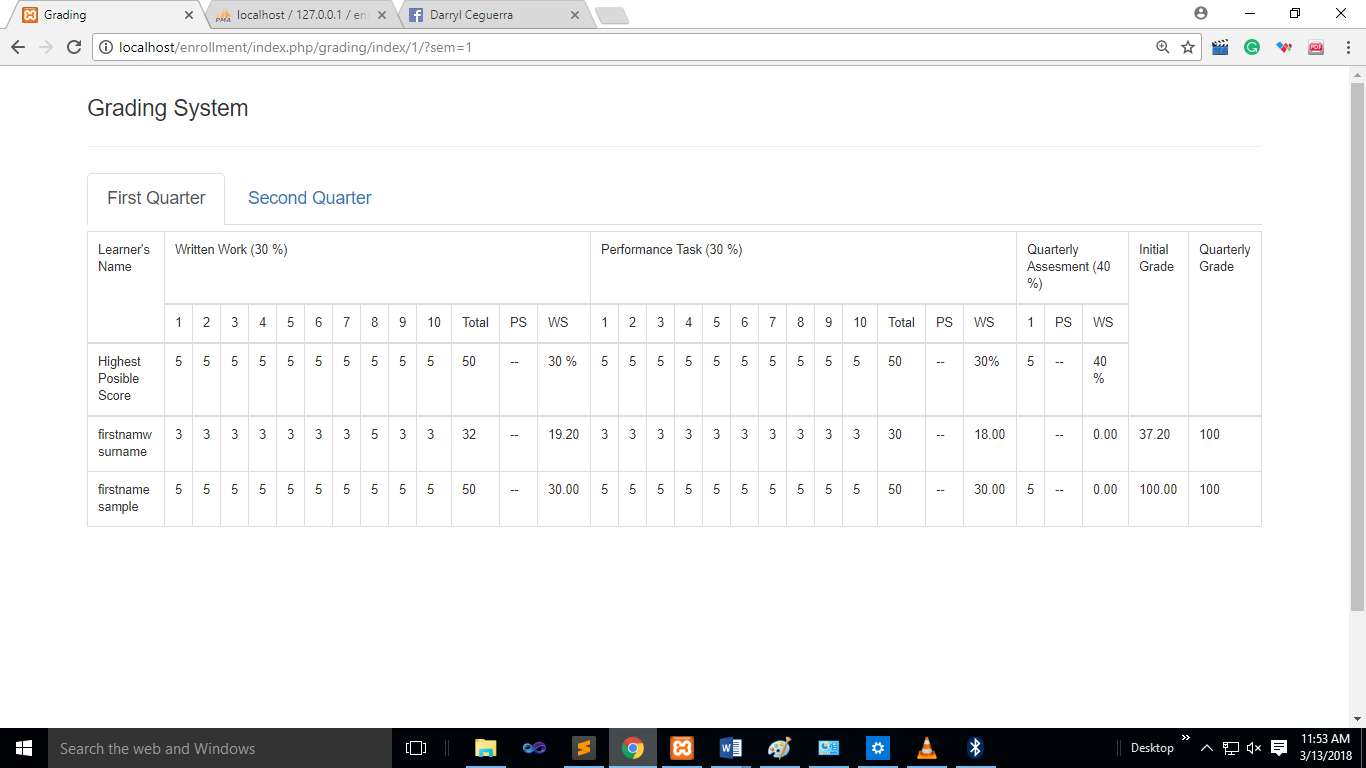 Grading
localhost / 127.0.0.1 / en
Darryl Ceguerra
localhost/enrollment/index.php/grading/index/1/?sem=1
Grading System
First Quarter Second Quarter
Learner's Name Written Work (30 %) Performance Task (30 %) Quarterly Assesment (40 %) Initial Grade Quarterly Grade
1 2 3 4 5 6 7 8 9 10 Total PS WS 1 2 3 4 5 6 7 8 9 10 Total PS WS 1 PS WS
Highest Posible Score 5 5 5 5 5 5 5 5 5 5 50 -- 30 % 5 5 5 5 5 5 5 5 5 5 50 -- 30% 5 -- 40 %
firstnamw surname 3 3 3 3 3 3 3 5 3 3 32 -- 19.20 3 3 3 3 3 3 3 3 3 3 30 -- 18.00 -- 0.00 37.20 100
firstname sample 5 5 5 5 5 5 5 5 5 5 50 -- 30.00 5 5 5 5 5 5 5 5 5 5 50 -- 30.00 5 -- 0.00 100.00 100
Search the web and Windows
Desktop
11:53 AM
3/13/2018